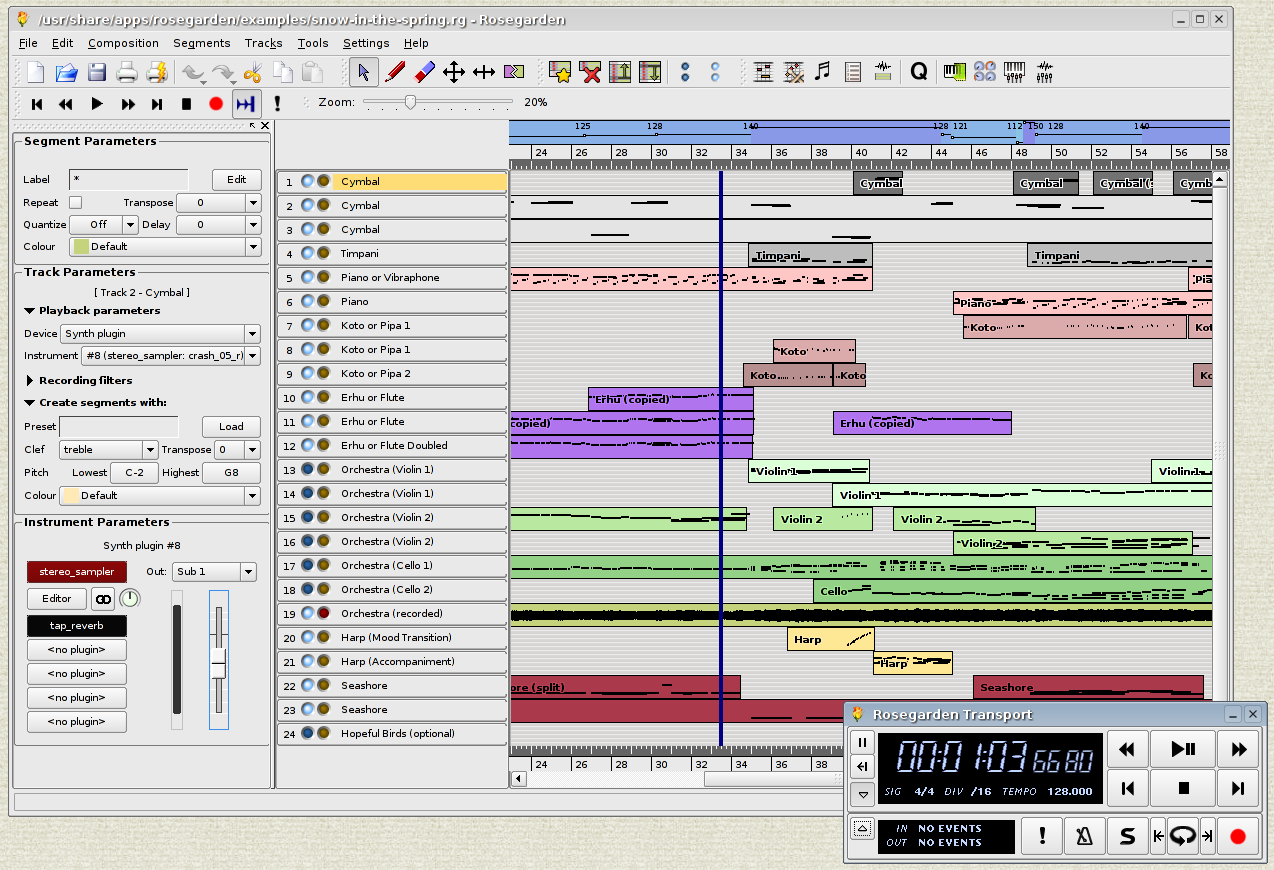 /usr/share/apps/rosegarden/examples/snow-in-the-spring.rg - Rosegarden
File Edit Composition Segments Tracks Tools Settings Help
Q
Zoom: 20%
125 128 140 128 121 112 150 128 140
24 26 28 30 32 34 36 38 40 42 44 46 48 50 52 54 56 58
Segment Parameters
Label * Edit
Repeat Transpose 0
Quantize Off Delay 0
Colour Default
Track Parameters
[ Track 2 - Cymbal ]
Playback parameters
Device Synth plugin
Instrument #8 (stereo_sampler: crash_05_r)
Recording filters
Create segments with:
Preset Load
Clef treble Transpose 0
Pitch Lowest C-2 Highest G8
Colour Default
Instrument Parameters
Synth plugin #8
stereo_sampler Out: Sub 1
Editor
tap_reverb
<no plugin>
<no plugin>
<no plugin>
<no plugin>
1 Cymbal Cymbal Cymbal Cymbal (s Cymb
2 Cymbal
3 Cymbal
4 Timpani Timpani Timpani
5 Piano or Vibraphone Pia
6 Piano Piano
7 Koto or Pipa 1 Koto Kot
8 Koto or Pipa 1 Koto
9 Koto or Pipa 2 Koto Koto Ko
10 Erhu or Flute Erhu (copied)
11 Erhu or Flute copied) Erhu (copied)
12 Erhu or Flute Doubled
13 Orchestra (Violin 1) Violin 1 Violin 1
14 Orchestra (Violin 1) Violin 1
15 Orchestra (Violin 2) Violin 2 Violin 2
16 Orchestra (Violin 2) Violin 2
17 Orchestra (Cello 1)
18 Orchestra (Cello 2) Cello
19 Orchestra (recorded)
20 Harp (Mood Transition) Harp
21 Harp (Accompaniment) Harp
22 Seashore ore (split) Seashore
23 Seashore
24 Hopeful Birds (optional)
24 26 28 30 32 34 36 38
Rosegarden Transport
00:01:03 6680
SIG 4/4 DIV /16 TEMPO 128.000
IN NO EVENTS
OUT NO EVENTS
! S